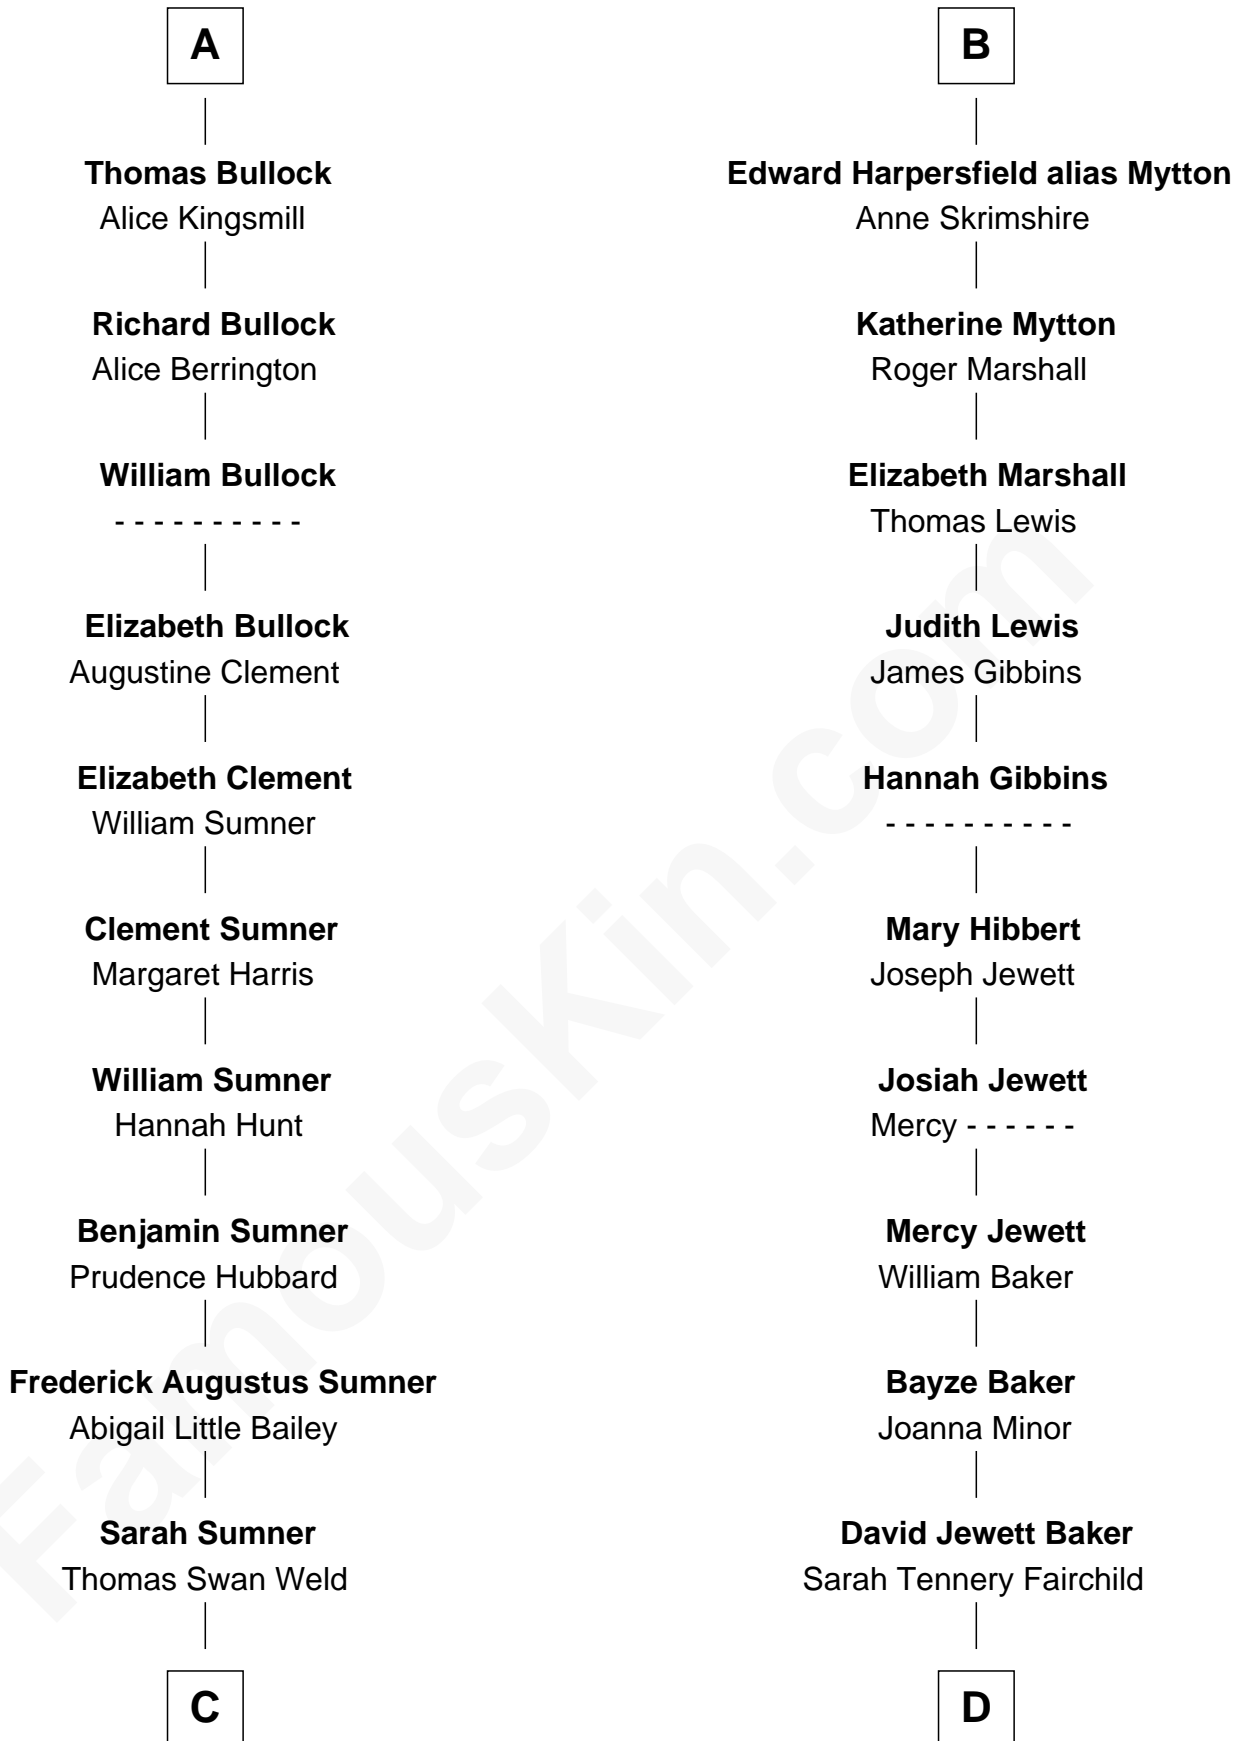 A
Thomas Bullock
Alice Kingsmill
Richard Bullock
Alice Berrington
William Bullock
- - - - - - - - - -
Elizabeth Bullock
Augustine Clement
Elizabeth Clement
William Sumner
Clement Sumner
Margaret Harris
William Sumner
Hannah Hunt
Benjamin Sumner
Prudence Hubbard
Frederick Augustus Sumner
Abigail Little Bailey
Sarah Sumner
Thomas Swan Weld
C
B
Edward Harpersfield alias Mytton
Anne Skrimshire
Katherine Mytton
Roger Marshall
Elizabeth Marshall
Thomas Lewis
Judith Lewis
James Gibbins
Hannah Gibbins
- - - - - - - - - -
Mary Hibbert
Joseph Jewett
Josiah Jewett
Mercy - - - - - -
Mercy Jewett
William Baker
Bayze Baker
Joanna Minor
David Jewett Baker
Sarah Tennery Fairchild
D
FamousKin.com